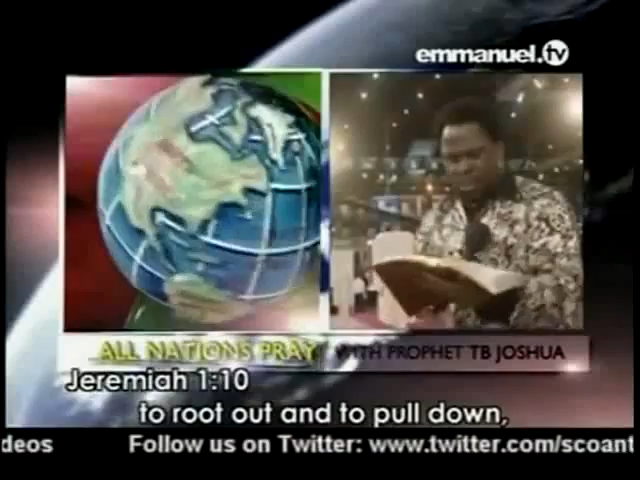 emmanuel.tv
ALL NATIONS PRAY WITH PROPHET TB JOSHUA
Jeremiah 1:10
to root out and to pull down,
deos Follow us on Twitter: www.twitter.com/scoant